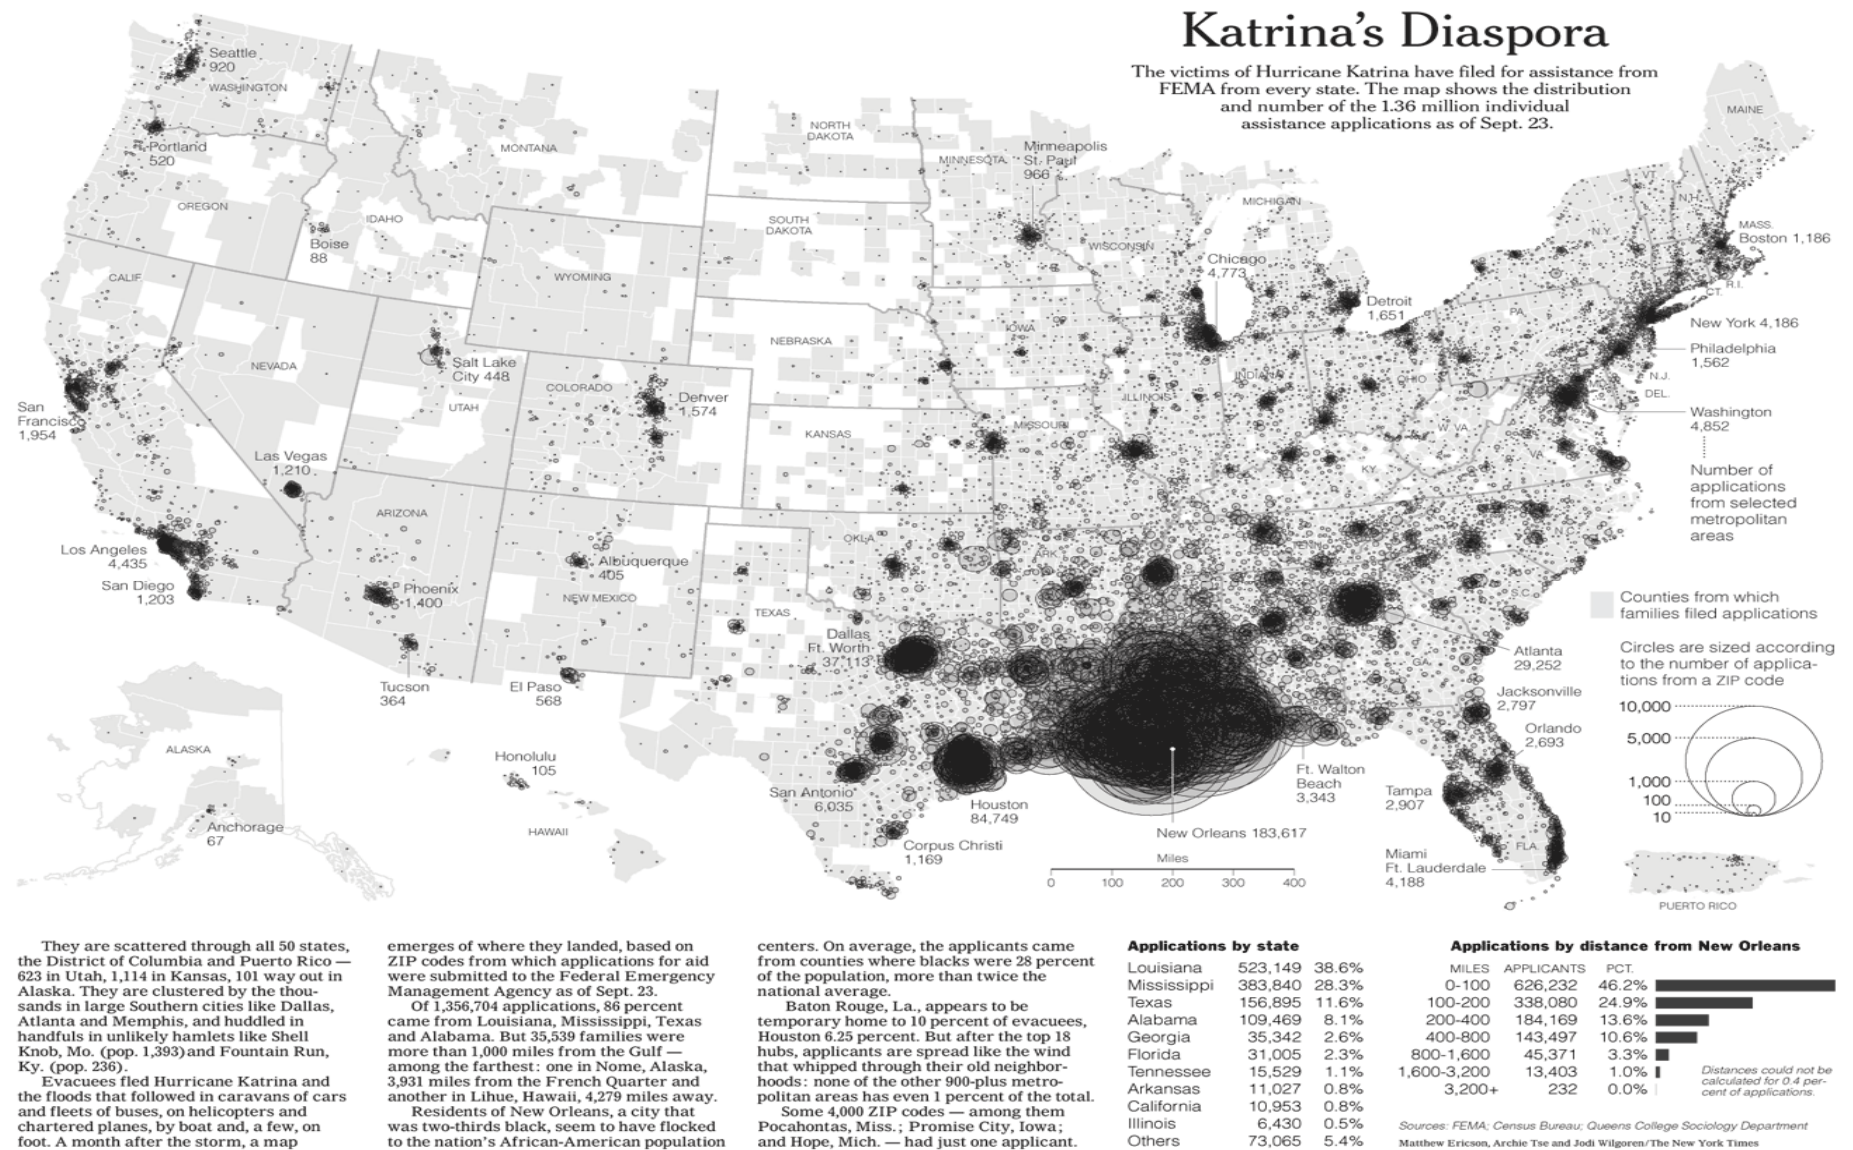 Katrina's Diaspora
The victims of Hurricane Katrina have filed for assistance from
FEMA from every state. The map shows the distribution
and number of the 1.36 million individual
assistance applications as of Sept. 23.
Seattle
920
WASHINGTON
Portland
520
OREGON
MONTANA
IDAHO
Boise
88
NORTH
DAKOTA
SOUTH
DAKOTA
MINNESOTA
Minneapolis
St. Paul
966
WISCONSIN
MICHIGAN
MAINE
VT.
N.H.
N.Y.
MASS.
Boston 1,186
R.I.
CT.
CALIF
NEVADA
WYOMING
NEBRASKA
IOWA
Chicago
4,773
Detroit
1,651
PA.
New York 4,186
Philadelphia
1,562
N.J.
DEL.
Washington
4,852
Number of
applications
from selected
metropolitan
areas
San
Francisco
1,954
Salt Lake
City 448
UTAH
COLORADO
Denver
1,574
KANSAS
MISSOURI
ILLINOIS
INDIANA
OHIO
W. VA.
VA.
KY.
Las Vegas
1,210
Los Angeles
4,435
San Diego
1,203
ARIZONA
Phoenix
1,400
Tucson
364
Albuquerque
405
NEW MEXICO
El Paso
568
OKLA.
ARK.
TENN.
S.C.
GA.
TEXAS
Dallas
Ft. Worth
37,113
San Antonio
6,035
Houston
84,749
Corpus Christi
1,169
New Orleans 183,617
Ft. Walton
Beach
3,343
Atlanta
29,252
Jacksonville
2,797
Orlando
2,693
Tampa
2,907
FLA.
Miami
Ft. Lauderdale
4,188
ALASKA
Anchorage
67
Honolulu
105
HAWAII
PUERTO RICO
Miles
0 100 200 300 400
Counties from which
families filed applications
Circles are sized according
to the number of applica-
tions from a ZIP code
10,000
5,000
1,000
100
10
They are scattered through all 50 states,
the District of Columbia and Puerto Rico —
623 in Utah, 1,114 in Kansas, 101 way out in
Alaska. They are clustered by the thou-
sands in large Southern cities like Dallas,
Atlanta and Memphis, and huddled in
handfuls in unlikely hamlets like Shell
Knob, Mo. (pop. 1,393) and Fountain Run,
Ky. (pop. 236).
Evacuees fled Hurricane Katrina and
the floods that followed in caravans of cars
and fleets of buses, on helicopters and
chartered planes, by boat and, a few, on
foot. A month after the storm, a map
emerges of where they landed, based on
ZIP codes from which applications for aid
were submitted to the Federal Emergency
Management Agency as of Sept. 23.
Of 1,356,704 applications, 86 percent
came from Louisiana, Mississippi, Texas
and Alabama. But 35,539 families were
more than 1,000 miles from the Gulf —
among the farthest: one in Nome, Alaska,
3,931 miles from the French Quarter and
another in Lihue, Hawaii, 4,279 miles away.
Residents of New Orleans, a city that
was two-thirds black, seem to have flocked
to the nation's African-American population
centers. On average, the applicants came
from counties where blacks were 28 percent
of the population, more than twice the
national average.
Baton Rouge, La., appears to be
temporary home to 10 percent of evacuees,
Houston 6.25 percent. But after the top 18
hubs, applicants are spread like the wind
that whipped through their old neighbor-
hoods: none of the other 900-plus metro-
politan areas has even 1 percent of the total.
Some 4,000 ZIP codes — among them
Pocahontas, Miss.; Promise City, Iowa;
and Hope, Mich. — had just one applicant.
Applications by state
Louisiana 523,149 38.6%
Mississippi 383,840 28.3%
Texas 156,895 11.6%
Alabama 109,469 8.1%
Georgia 35,342 2.6%
Florida 31,005 2.3%
Tennessee 15,529 1.1%
Arkansas 11,027 0.8%
California 10,953 0.8%
Illinois 6,430 0.5%
Others 73,065 5.4%
Applications by distance from New Orleans
MILES APPLICANTS PCT.
0-100 626,232 46.2%
100-200 338,080 24.9%
200-400 184,169 13.6%
400-800 143,497 10.6%
800-1,600 45,371 3.3%
1,600-3,200 13,403 1.0%
3,200+ 232 0.0%
Distances could not be
calculated for 0.4 per-
cent of applications.
Sources: FEMA; Census Bureau; Queens College Sociology Department
Matthew Ericson, Archie Tse and Jodi Wilgoren/The New York Times